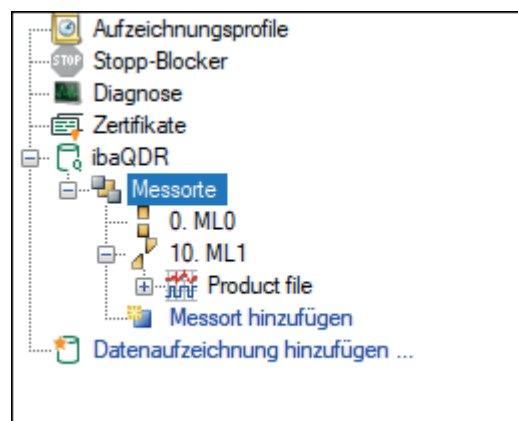 Aufzeichnungsprofile
STOP Stopp-Blocker
Diagnose
Zertifikate
ibaQDR
Messorte
0. ML0
10. ML1
Product file
Messort hinzufügen
Datenaufzeichnung hinzufügen ...